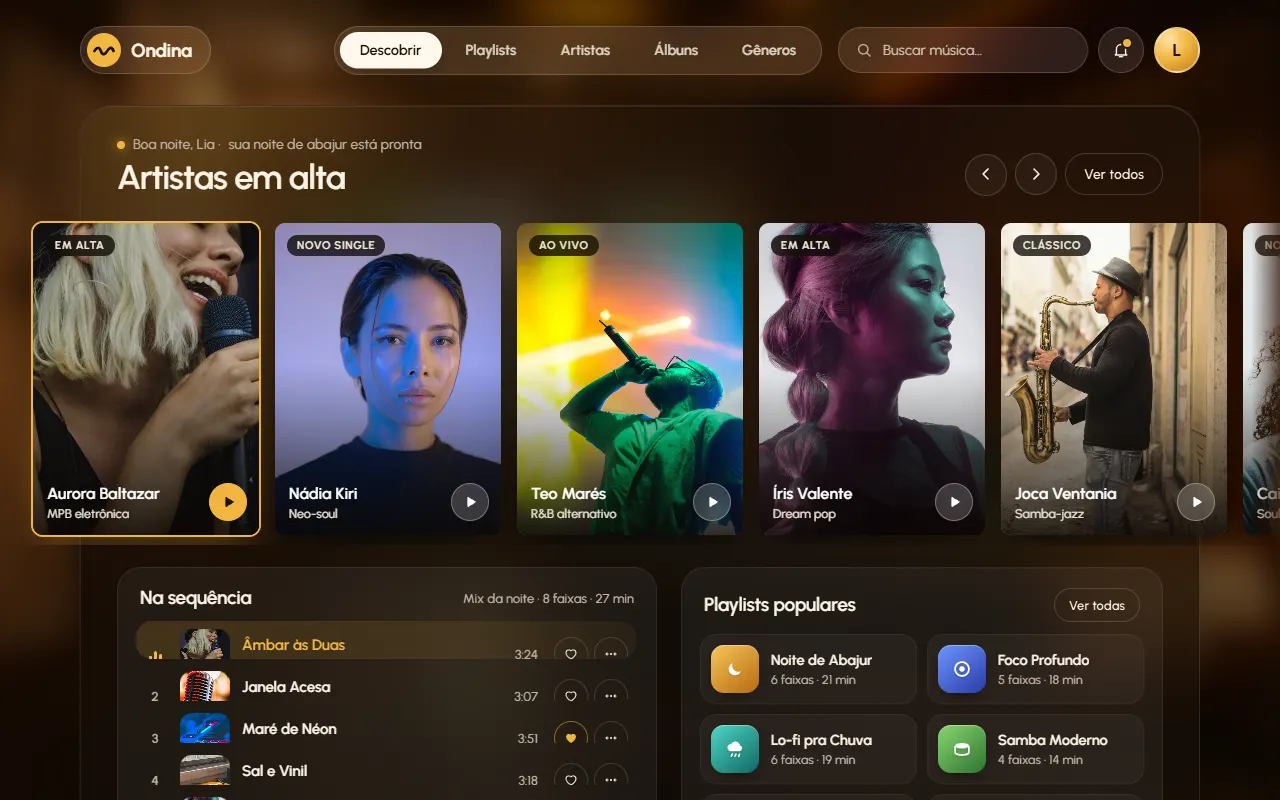 Ondina
Descobrir
Playlists
Artistas
Álbuns
Gêneros
Buscar música...
L
Boa noite, Lia · sua noite de abajur está pronta
Artistas em alta
Ver todos
EM ALTA
Aurora Baltazar
MPB eletrônica
NOVO SINGLE
Nádia Kiri
Neo-soul
AO VIVO
Teo Marés
R&B alternativo
EM ALTA
Íris Valente
Dream pop
CLÁSSICO
Joca Ventania
Samba-jazz
Na sequência
Mix da noite · 8 faixas · 27 min
Âmbar às Duas
3:24
2
Janela Acesa
3:07
3
Maré de Néon
3:51
4
Sal e Vinil
3:18
Playlists populares
Ver todas
Noite de Abajur
6 faixas · 21 min
Foco Profundo
5 faixas · 18 min
Lo-fi pra Chuva
6 faixas · 19 min
Samba Moderno
4 faixas · 14 min